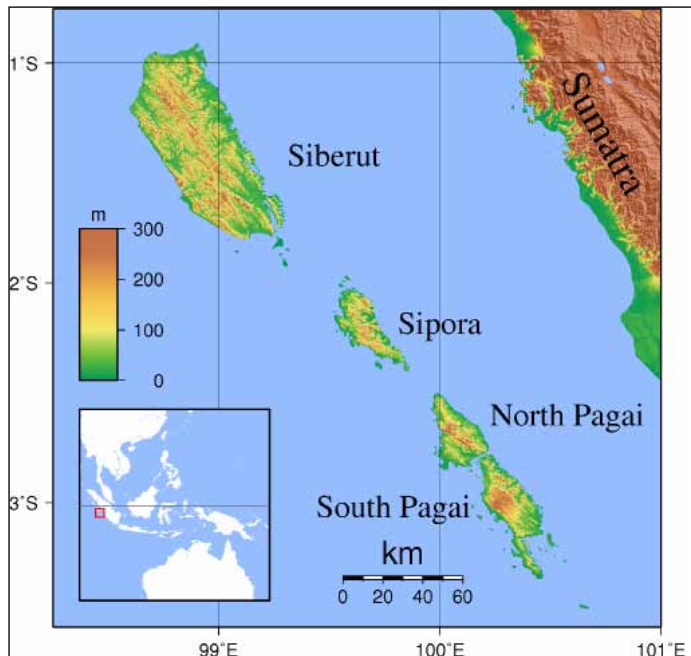 1°S
Siberut
Sumatra
m
300
200
100
0
2°S
Sipora
North Pagai
3°S
South Pagai
km
0 20 40 60
99°E 100°E 101°E